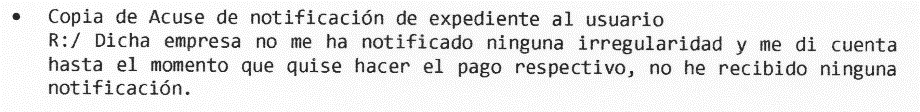 • Copia de Acuse de notificación de expediente al usuario
R:/ Dicha empresa no me ha notificado ninguna irregularidad y me di cuenta
hasta el momento que quise hacer el pago respectivo, no he recibido ninguna
notificación.